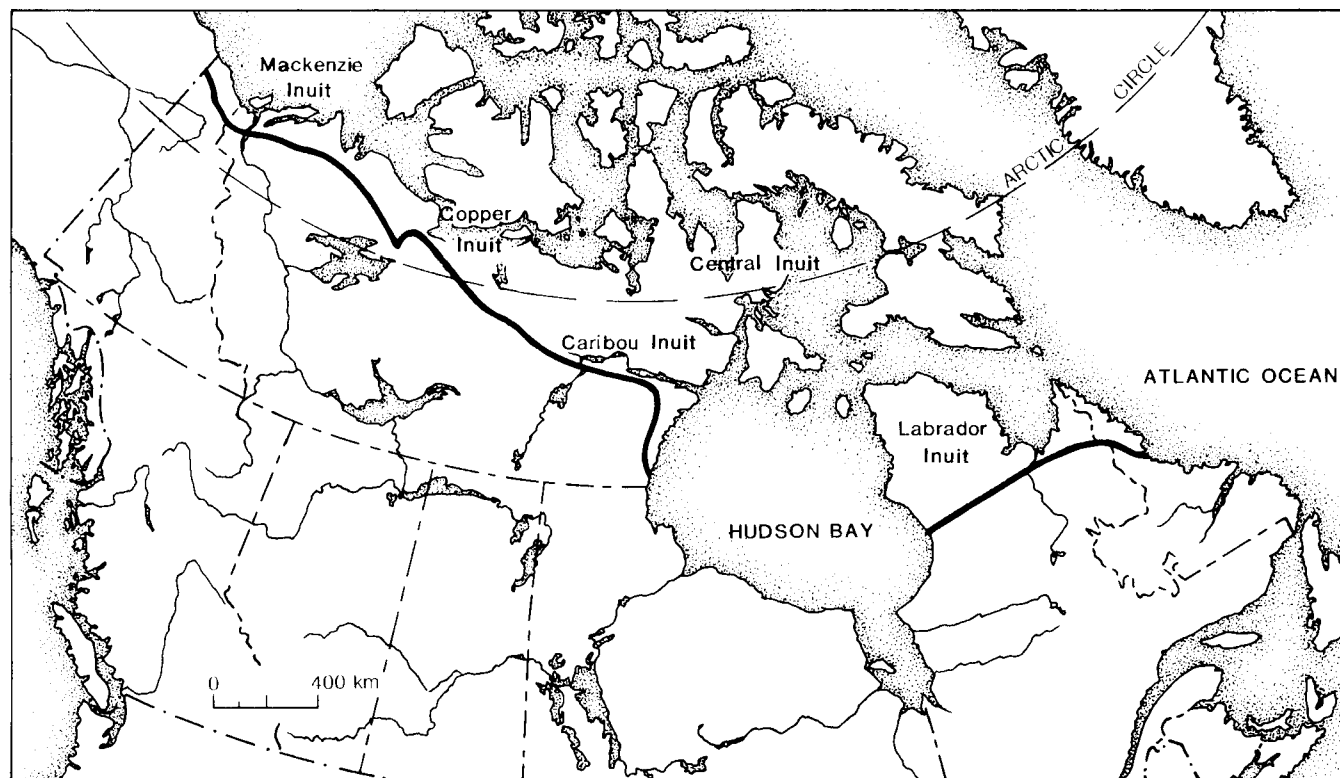 Mackenzie
Inuit
CIRCLE
ARCTIC
Copper
Inuit
Central Inuit
Caribou Inuit
ATLANTIC OCEAN
Labrador
Inuit
HUDSON BAY
0 400 km